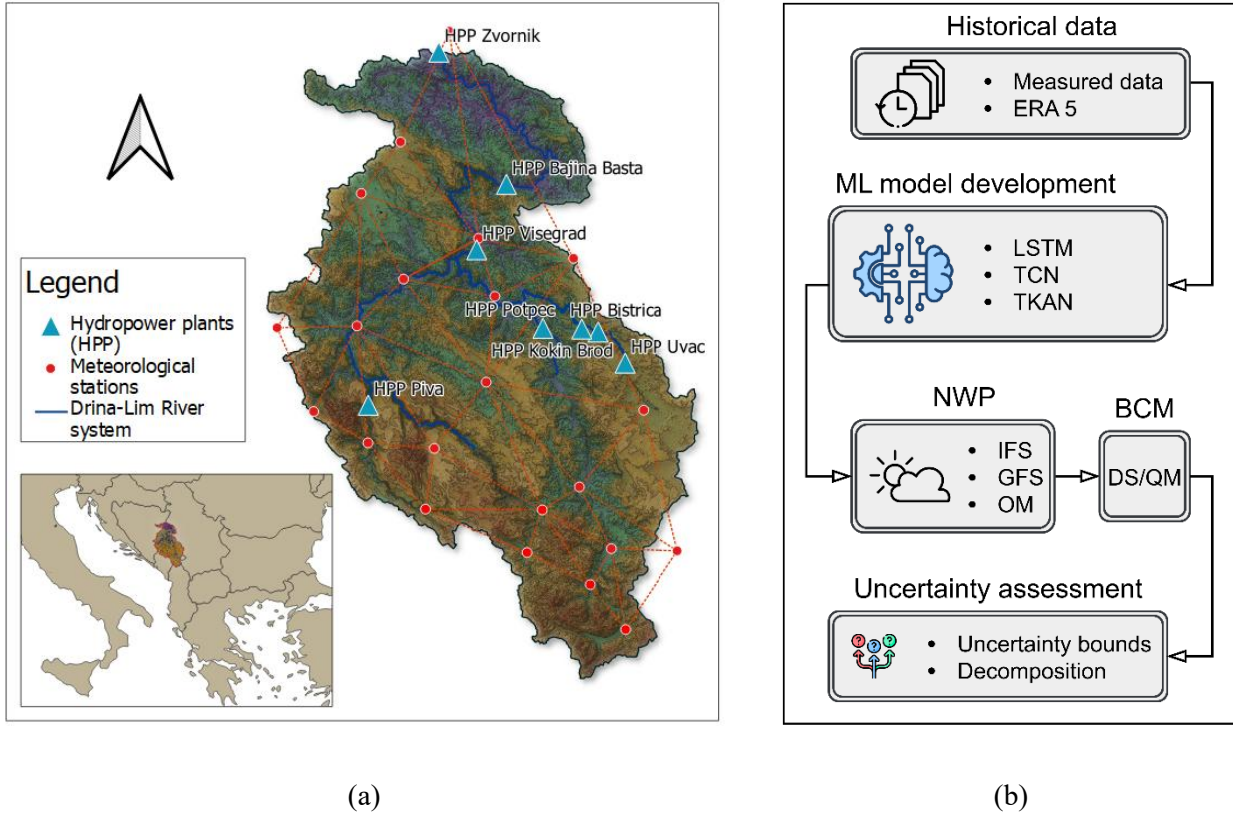 HPP Zvornik
HPP Bajina Basta
HPP Visegrad
HPP Potpec
HPP Bistrica
HPP Kokin Brod
HPP Uvac
HPP Piva
Legend
Hydropower plants
(HPP)
Meteorological
stations
Drina-Lim River
system
(a)
Historical data
• Measured data
• ERA 5
ML model development
• LSTM
• TCN
• TKAN
NWP
• IFS
• GFS
• OM
BCM
DS/QM
Uncertainty assessment
? ? ?
• Uncertainty bounds
• Decomposition
(b)